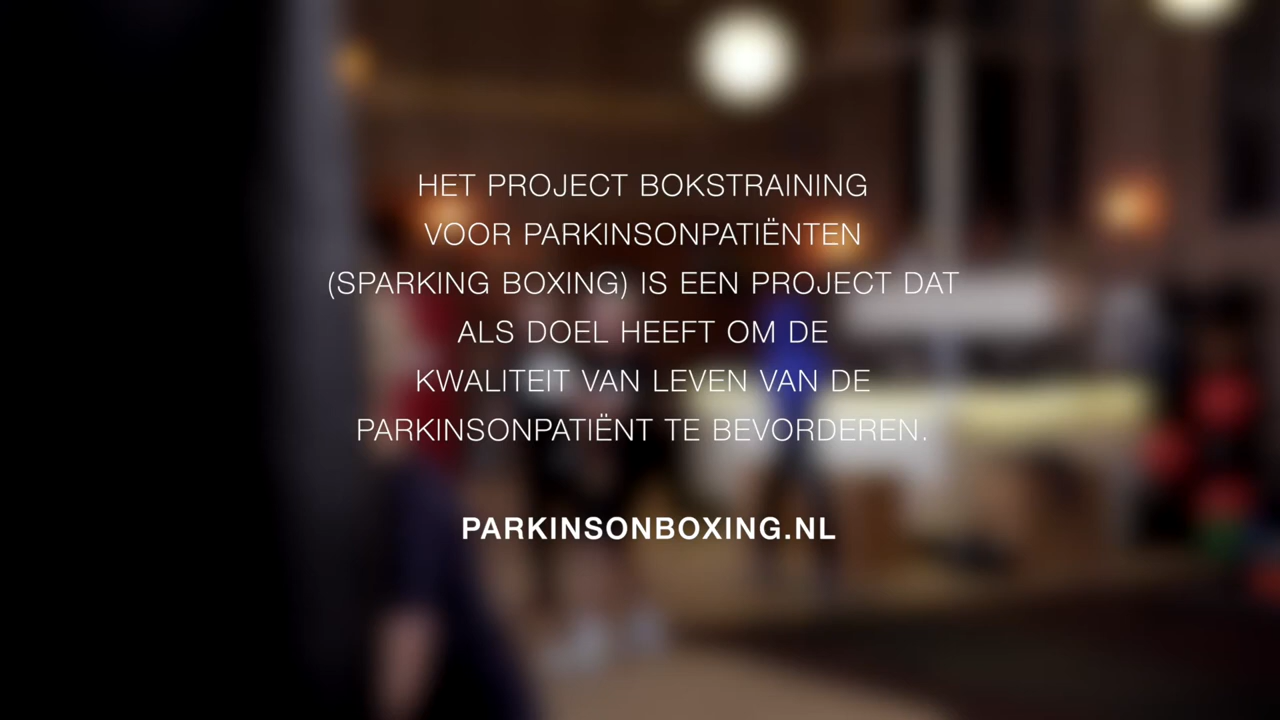 HET PROJECT BOKSTRAINING
VOOR PARKINSONPATIËNTEN
(SPARKING BOXING) IS EEN PROJECT DAT
ALS DOEL HEEFT OM DE
KWALITEIT VAN LEVEN VAN DE
PARKINSONPATIËNT TE BEVORDEREN.
PARKINSONBOXING.NL